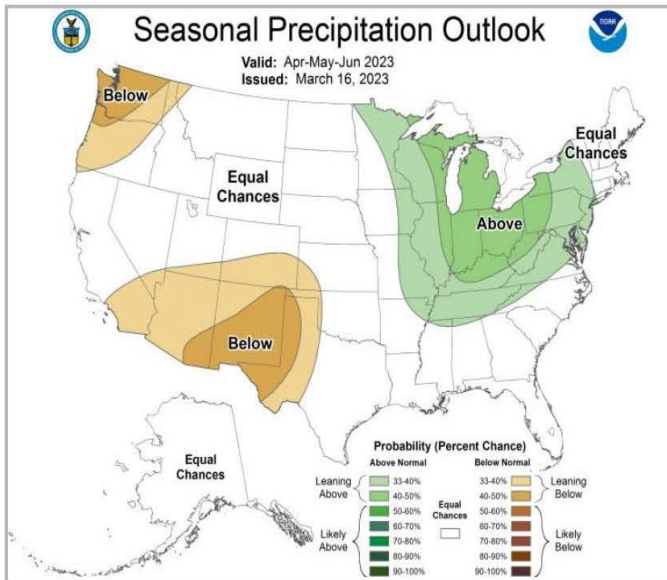 Seasonal Precipitation Outlook
NOAA
Valid: Apr-May-Jun 2023
Issued: March 16, 2023
Below
Equal
Chances
Equal
Chances
Above
Below
Equal
Chances
Probability (Percent Chance)
Above Normal
Below Normal
Leaning
Above
33-40%
40-50%
50-60%
60-70%
70-80%
80-90%
90-100%
Likely
Above
Equal
Chances
33-40%
40-50%
50-60%
60-70%
70-80%
80-90%
90-100%
Leaning
Below
Likely
Below